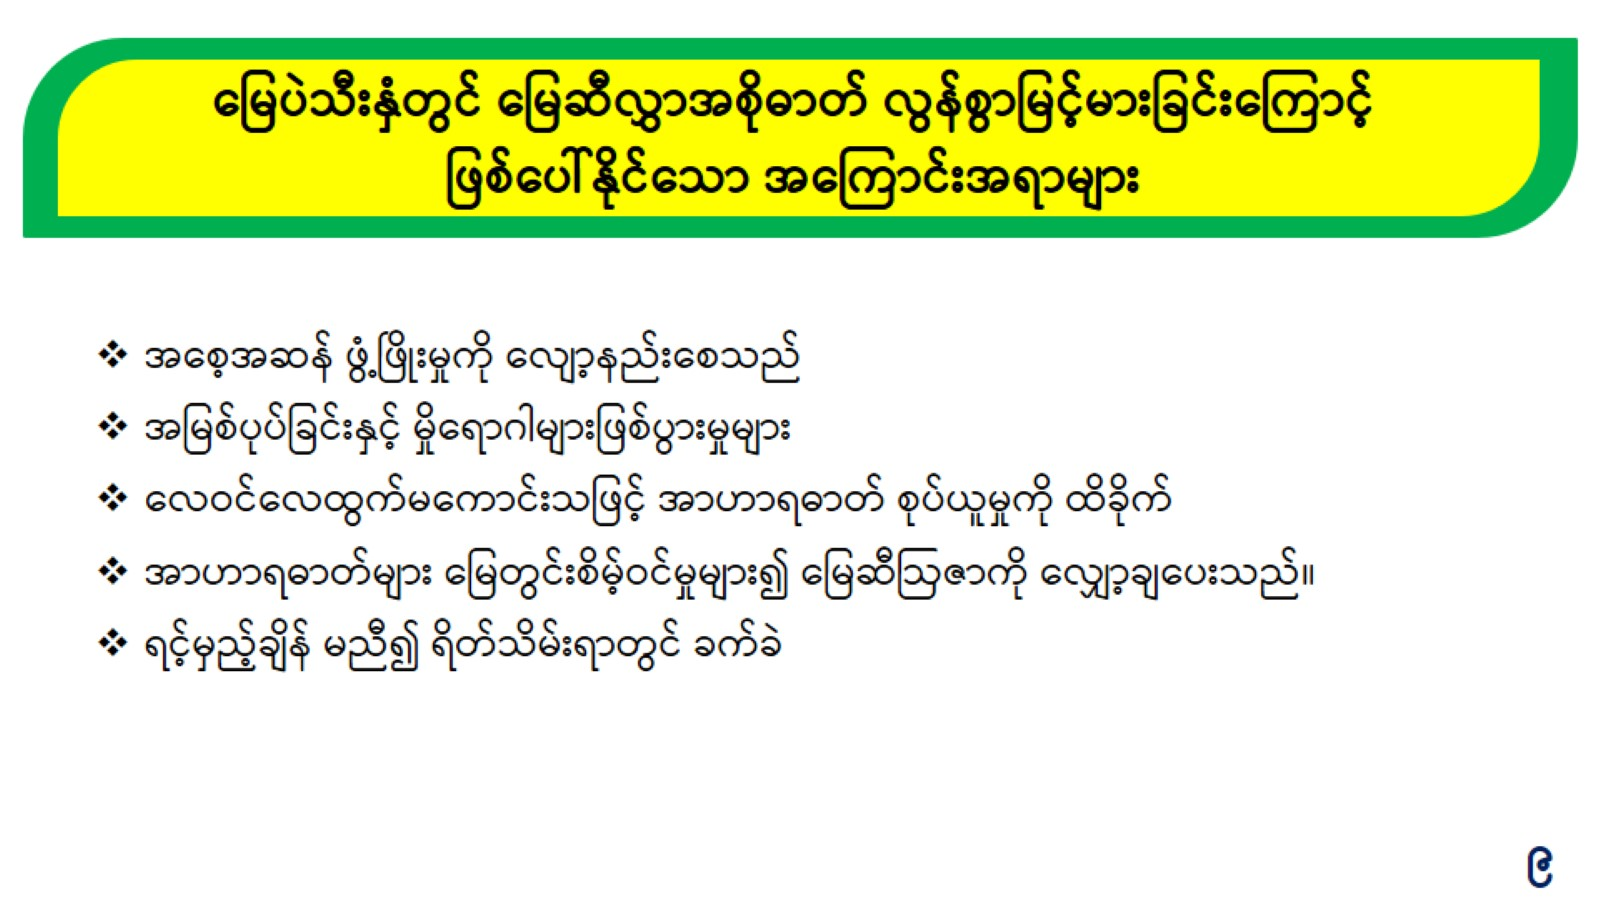 မြေပဲသီးနှံတွင် မြေဆီလွှာအစိုဓာတ် လွန်စွာမြင့်မားခြင်းကြောင့်
ဖြစ်ပေါ်နိုင်သော အကြောင်းအရာများ
❖ အစေ့အဆန် ဖွံ့ဖြိုးမှုကို လျော့နည်းစေသည်
❖ အမြစ်ပုပ်ခြင်းနှင့် မှိုရောဂါများဖြစ်ပွားမှုများ
❖ လေဝင်လေထွက်မကောင်းသဖြင့် အာဟာရဓာတ် စုပ်ယူမှုကို ထိခိုက်
❖ အာဟာရဓာတ်များ မြေတွင်းစိမ့်ဝင်မှုများ၍ မြေဆီဩဇာကို လျှော့ချပေးသည်။
❖ ရင့်မှည့်ချိန် မညီ၍ ရိတ်သိမ်းရာတွင် ခက်ခဲ
၉